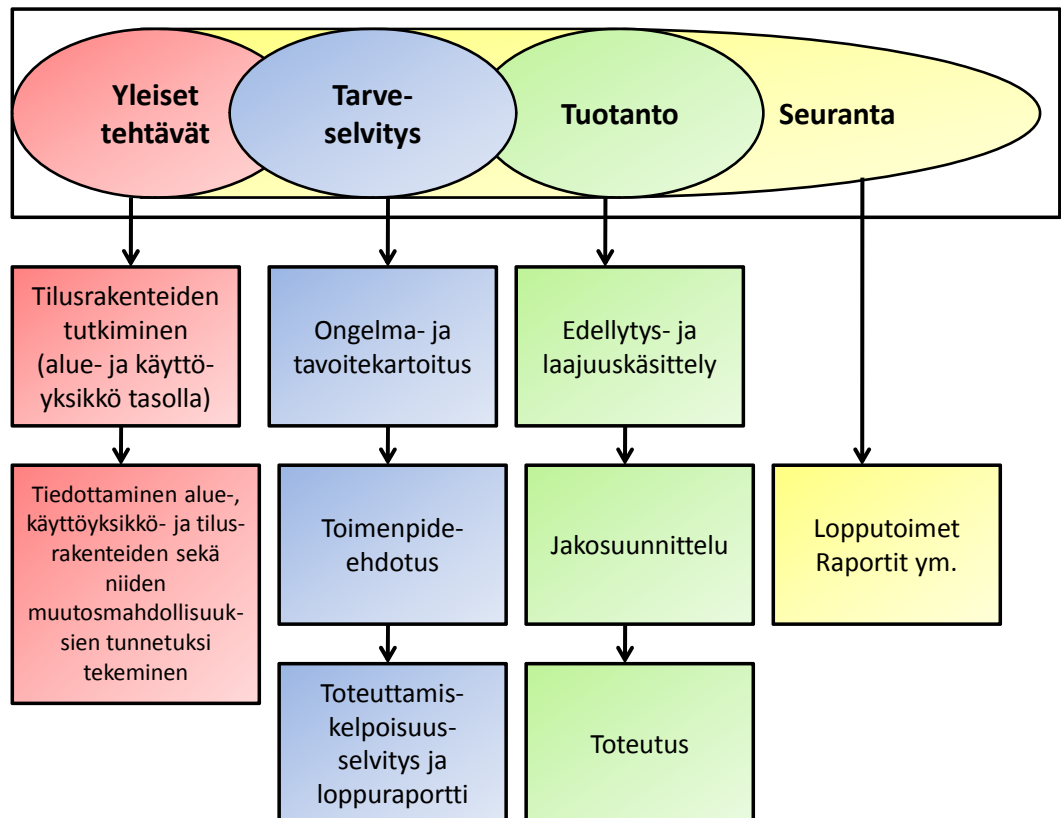 Yleiset
tehtävät
Tarve-
selvitys
Tuotanto
Seuranta
Tilusrakenteiden
tutkiminen
(alue- ja käyttö-
yksikkö tasolla)
Ongelma- ja
tavoitekartoitus
Edellytys- ja
laajuuskäsittely
Tiedottaminen alue-,
käyttöyksikkö- ja tilus-
rakenteiden sekä
niiden
muutosmahdollisuuk-
sien tunnetuksi
tekeminen
Toimenpide-
ehdotus
Jakosuunnittelu
Lopputoimet
Raportit ym.
Toteuttamis-
kelpoisuus-
selvitys ja
loppuraportti
Toteutus